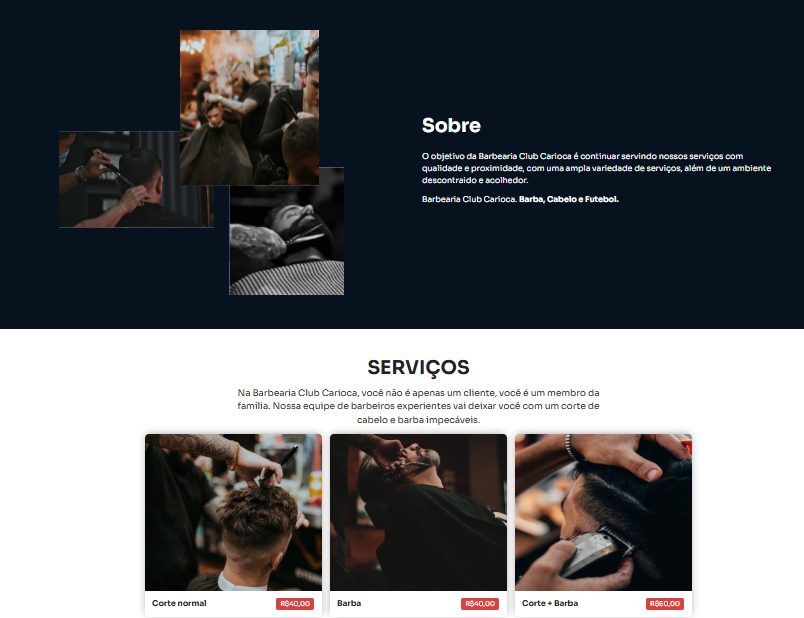 Sobre
O objetivo da Barbearia Club Carioca é continuar servindo nossos serviços com
qualidade e proximidade, com uma ampla variedade de serviços, além de um ambiente
descontraido e acolhedor.
Barbearia Club Carioca. Barba, Cabelo e Futebol.
SERVIÇOS
Na Barbearia Club Carioca, você não é apenas um cliente, você é um membro da
família. Nossa equipe de barbeiros experientes vai deixar você com um corte de
cabelo e barba impecáveis.
Corte normal R$40,00
Barba R$40,00
Corte + Barba R$60,00